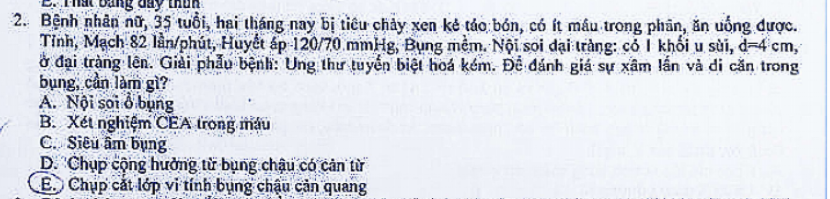 E. Thắt bằng dây thun
2. Bệnh nhân nữ, 35 tuổi, hai tháng nay bị tiêu chảy xen kẻ táo bón, có ít máu trong phân, ăn uống được.
Tỉnh, Mạch 82 lần/phút, Huyết áp 120/70 mmHg, Bụng mềm. Nội soi đại tràng: có 1 khối u sùi, d=4 cm,
ở đại tràng lên. Giải phẫu bệnh: Ung thư tuyến biệt hoá kém. Để đánh giá sự xâm lấn và di căn trong
bụng, cần làm gì?
A. Nội soi ổ bụng
B. Xét nghiệm CEA trong máu
C. Siêu âm bụng
D. Chụp cộng hưởng từ bụng chậu có cản từ
E. Chụp cắt lớp vi tính bụng chậu cản quang